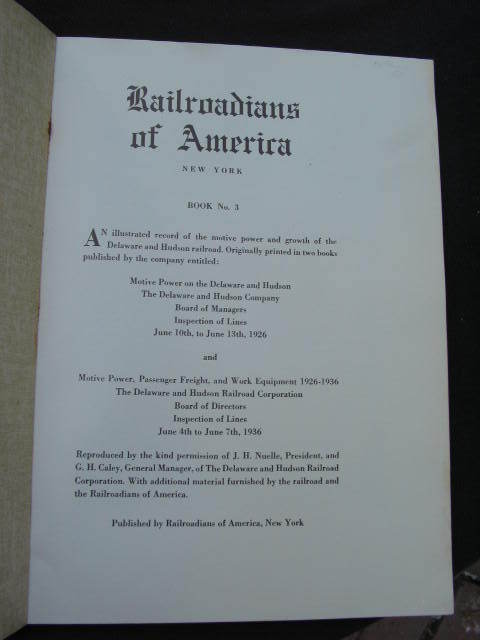 Railroadians
of America
NEW YORK
BOOK No. 3
AN illustrated record of the motive power and growth of the
Delaware and Hudson railroad. Originally printed in two books
published by the company entitled:
Motive Power on the Delaware and Hudson
The Delaware and Hudson Company
Board of Managers
Inspection of Lines
June 10th, to June 13th, 1926
and
Motive Power, Passenger Freight, and Work Equipment 1926-1936
The Delaware and Hudson Railroad Corporation
Board of Directors
Inspection of Lines
June 4th to June 7th, 1936
Reproduced by the kind permission of J. H. Nuelle, President, and
G. H. Caley, General Manager, of The Delaware and Hudson Railroad
Corporation. With additional material furnished by the railroad and
the Railroadians of America.
Published by Railroadians of America, New York